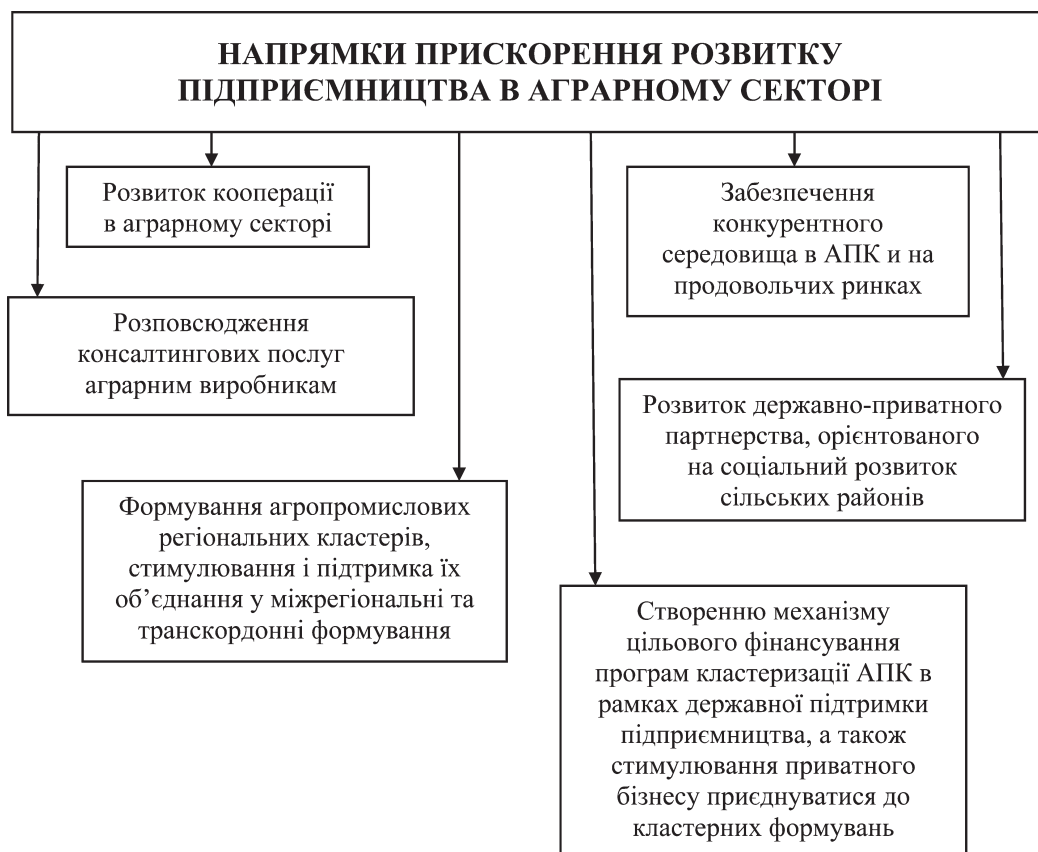 НАПРЯМКИ ПРИСКОРЕННЯ РОЗВИТКУ
ПІДПРИЄМНИЦТВА В АГРАРНОМУ СЕКТОРІ
Розвиток кооперації
в аграрному секторі
Забезпечення
конкурентного
середовища в АПК и на
продовольчих ринках
Розповсюдження
консалтингових послуг
аграрним виробникам
Розвиток державно-приватного
партнерства, орієнтованого
на соціальний розвиток
сільських районів
Формування агропромислових
регіональних кластерів,
стимулювання і підтримка їх
об’єднання у міжрегіональні та
транскордонні формування
Створенню механізму
цільового фінансування
програм кластеризації АПК в
рамках державної підтримки
підприємництва, а також
стимулювання приватного
бізнесу приєднуватися до
кластерних формувань